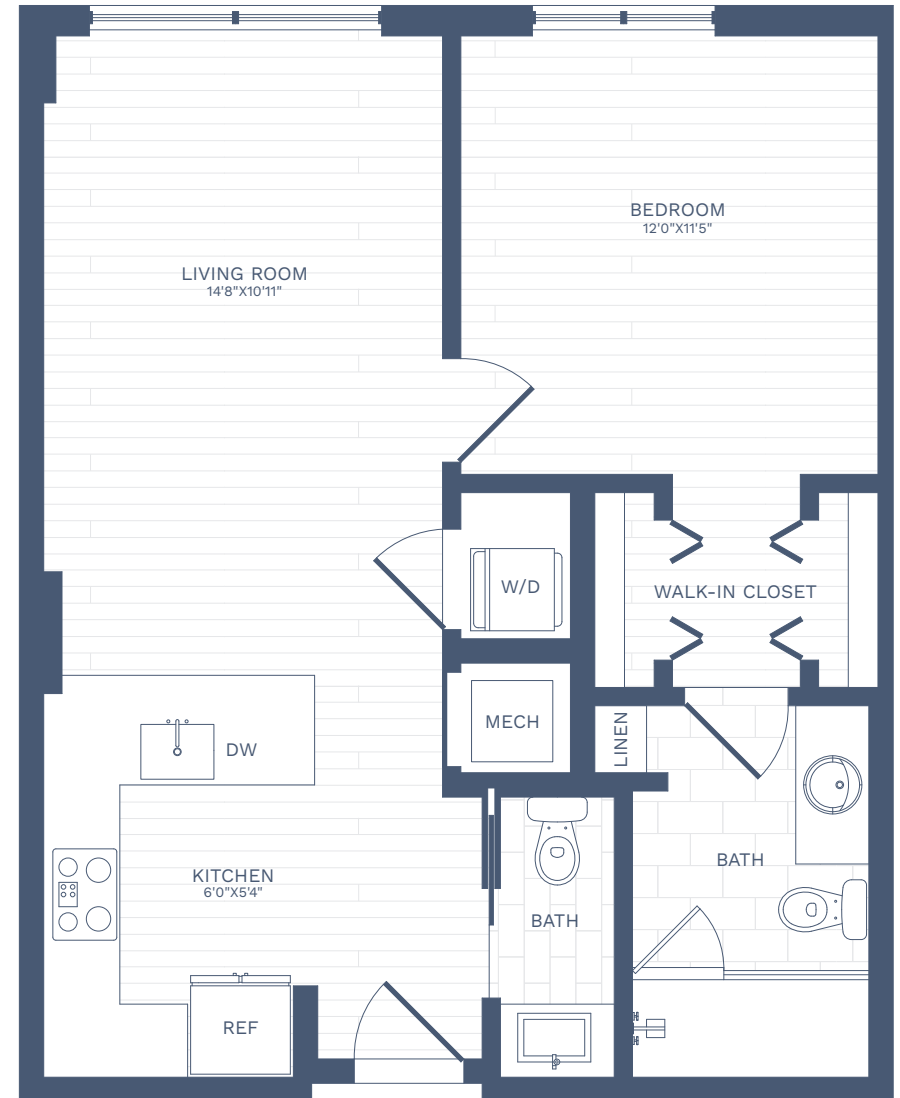 BEDROOM
12'0"X11'5"
LIVING ROOM
14'8"X10'11"
W/D
WALK-IN CLOSET
MECH
LINEN
DW
KITCHEN
6'0"X5'4"
BATH
BATH
REF